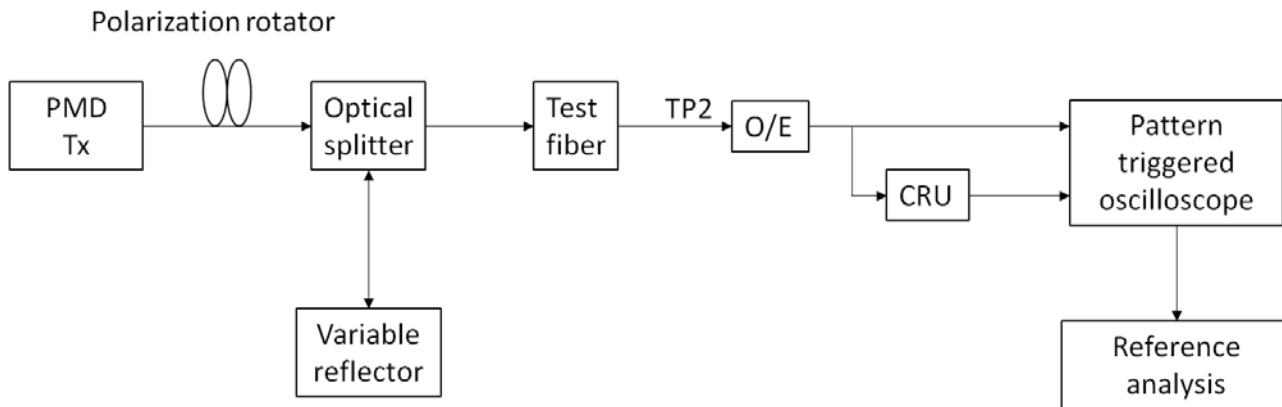 Polarization rotator
PMD
Tx
Optical
splitter
Test
fiber
TP2
O/E
CRU
Pattern
triggered
oscilloscope
Variable
reflector
Reference
analysis